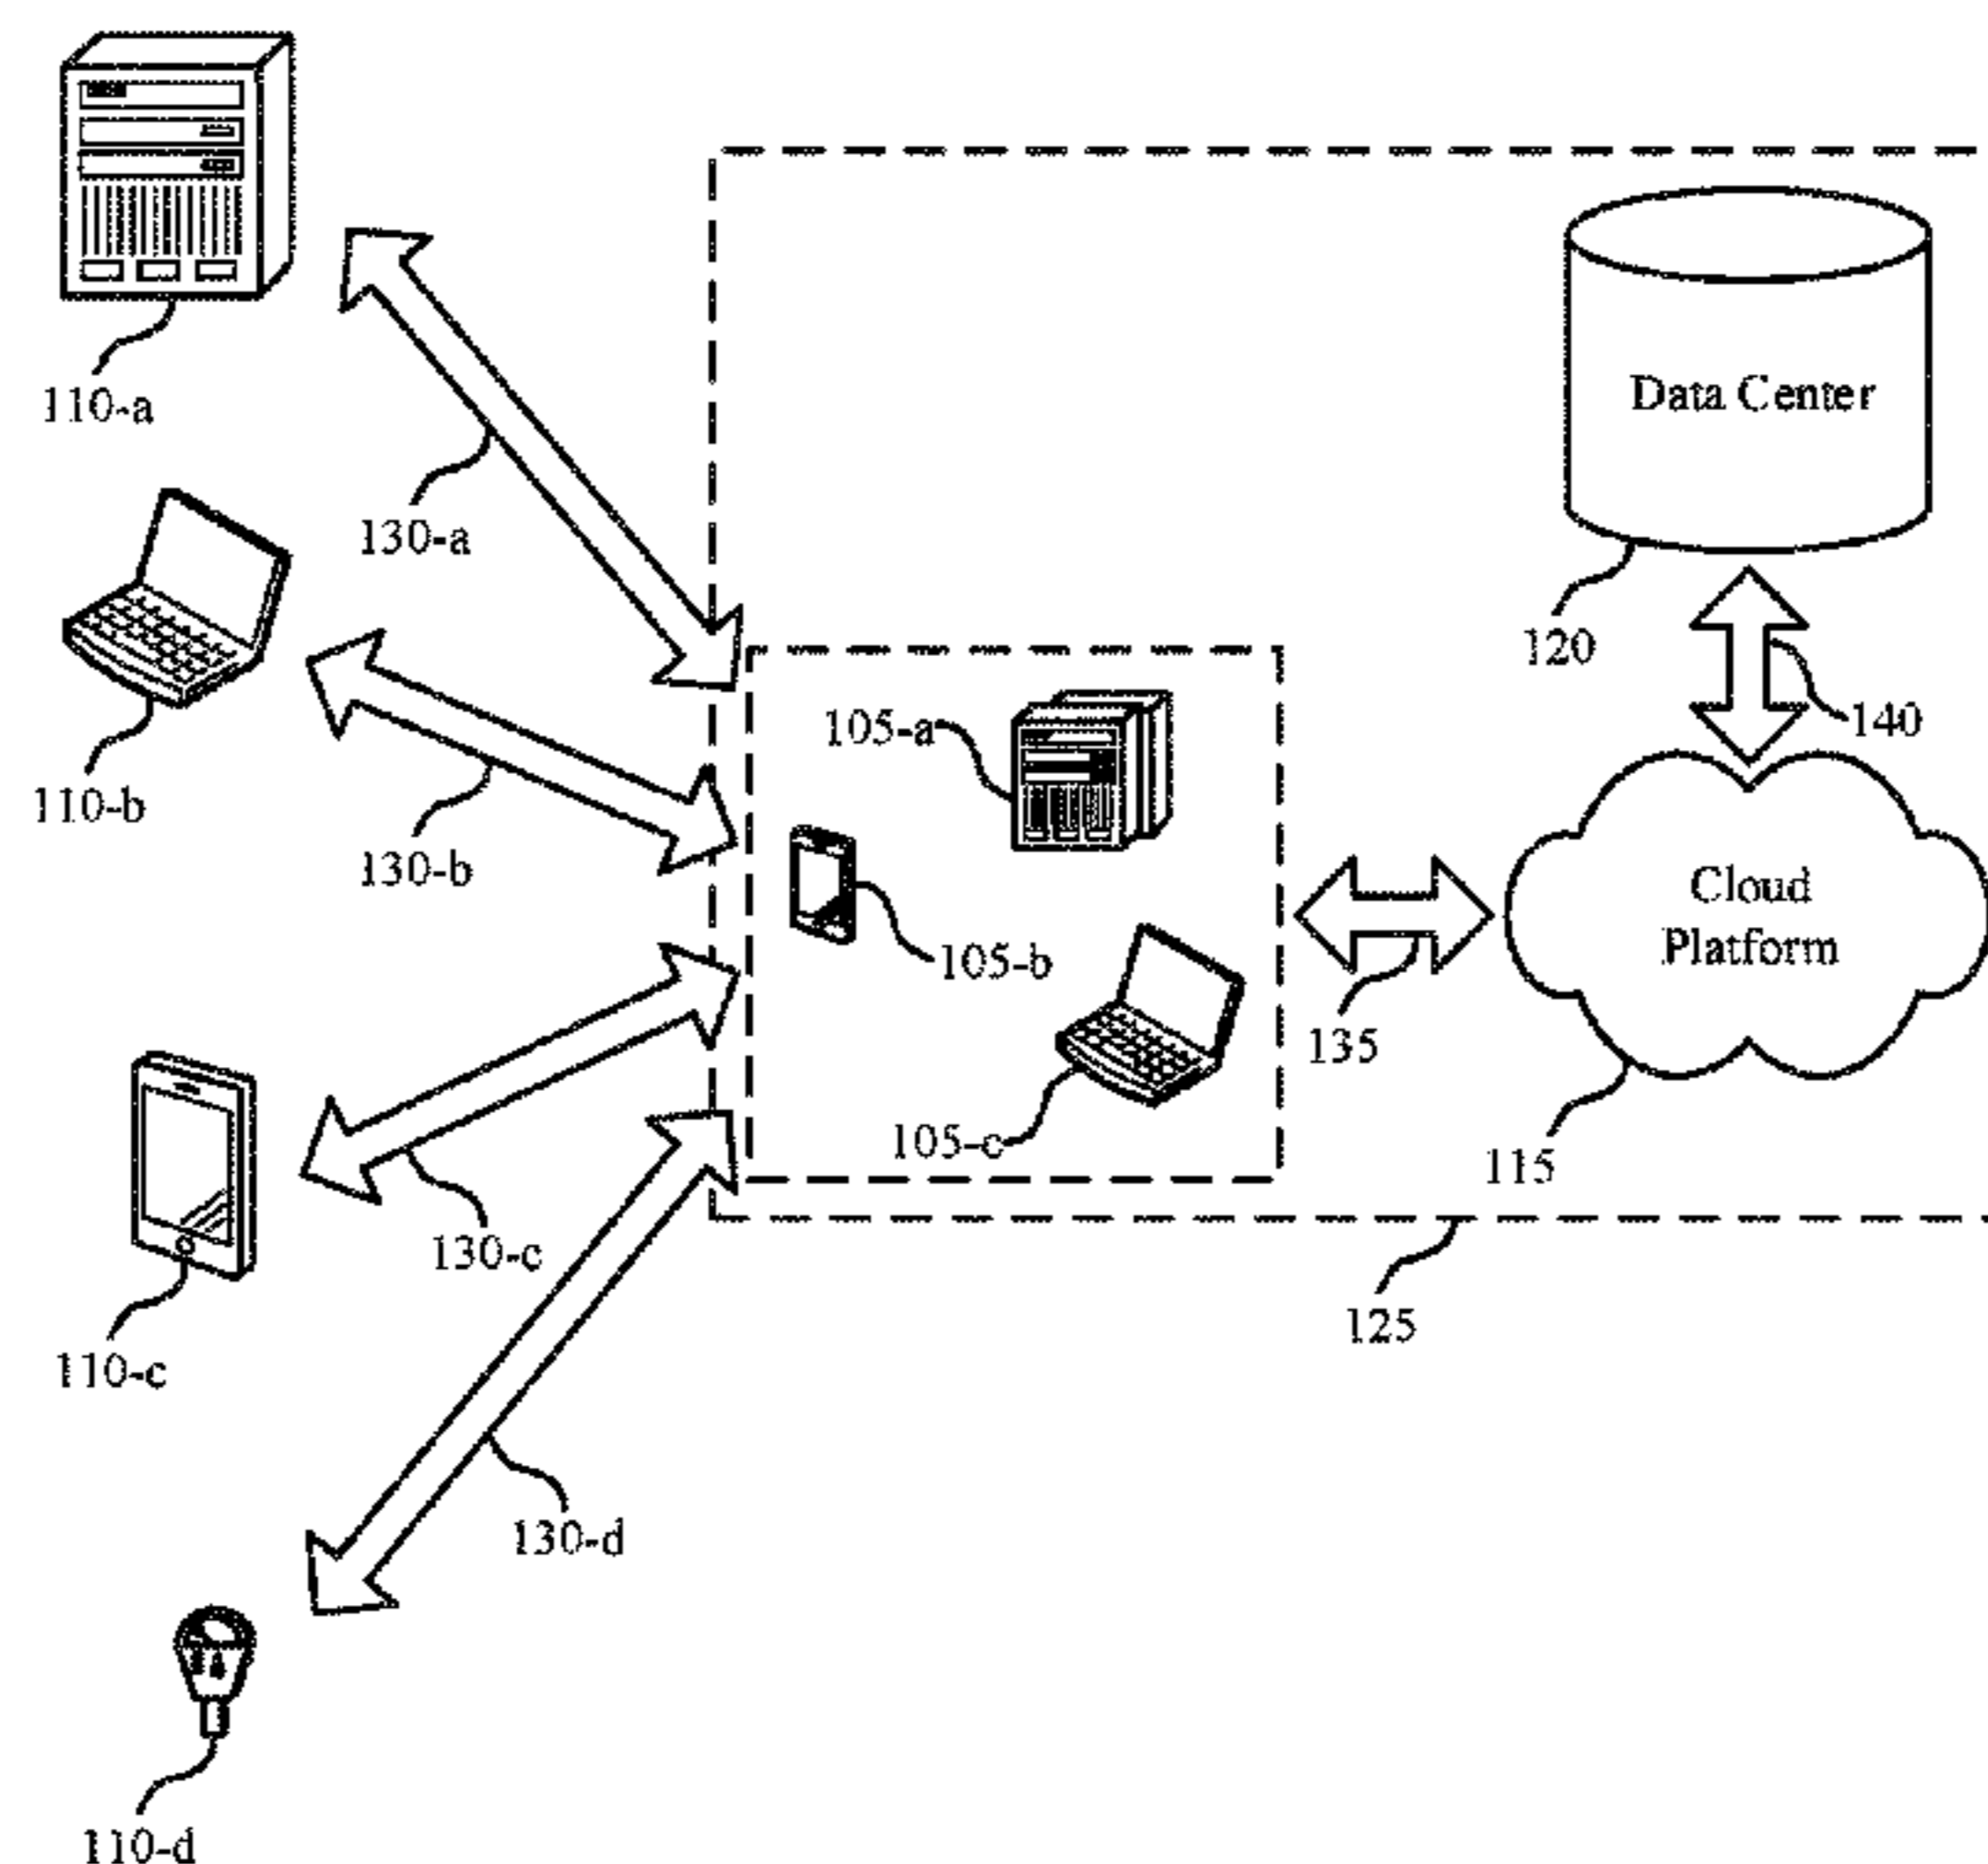 110-a
130-a
Data Center
120
140
110-b
130-b
105-a
105-b
Cloud
Platform
135
105-c
115
110-c
130-c
125
130-d
110-d